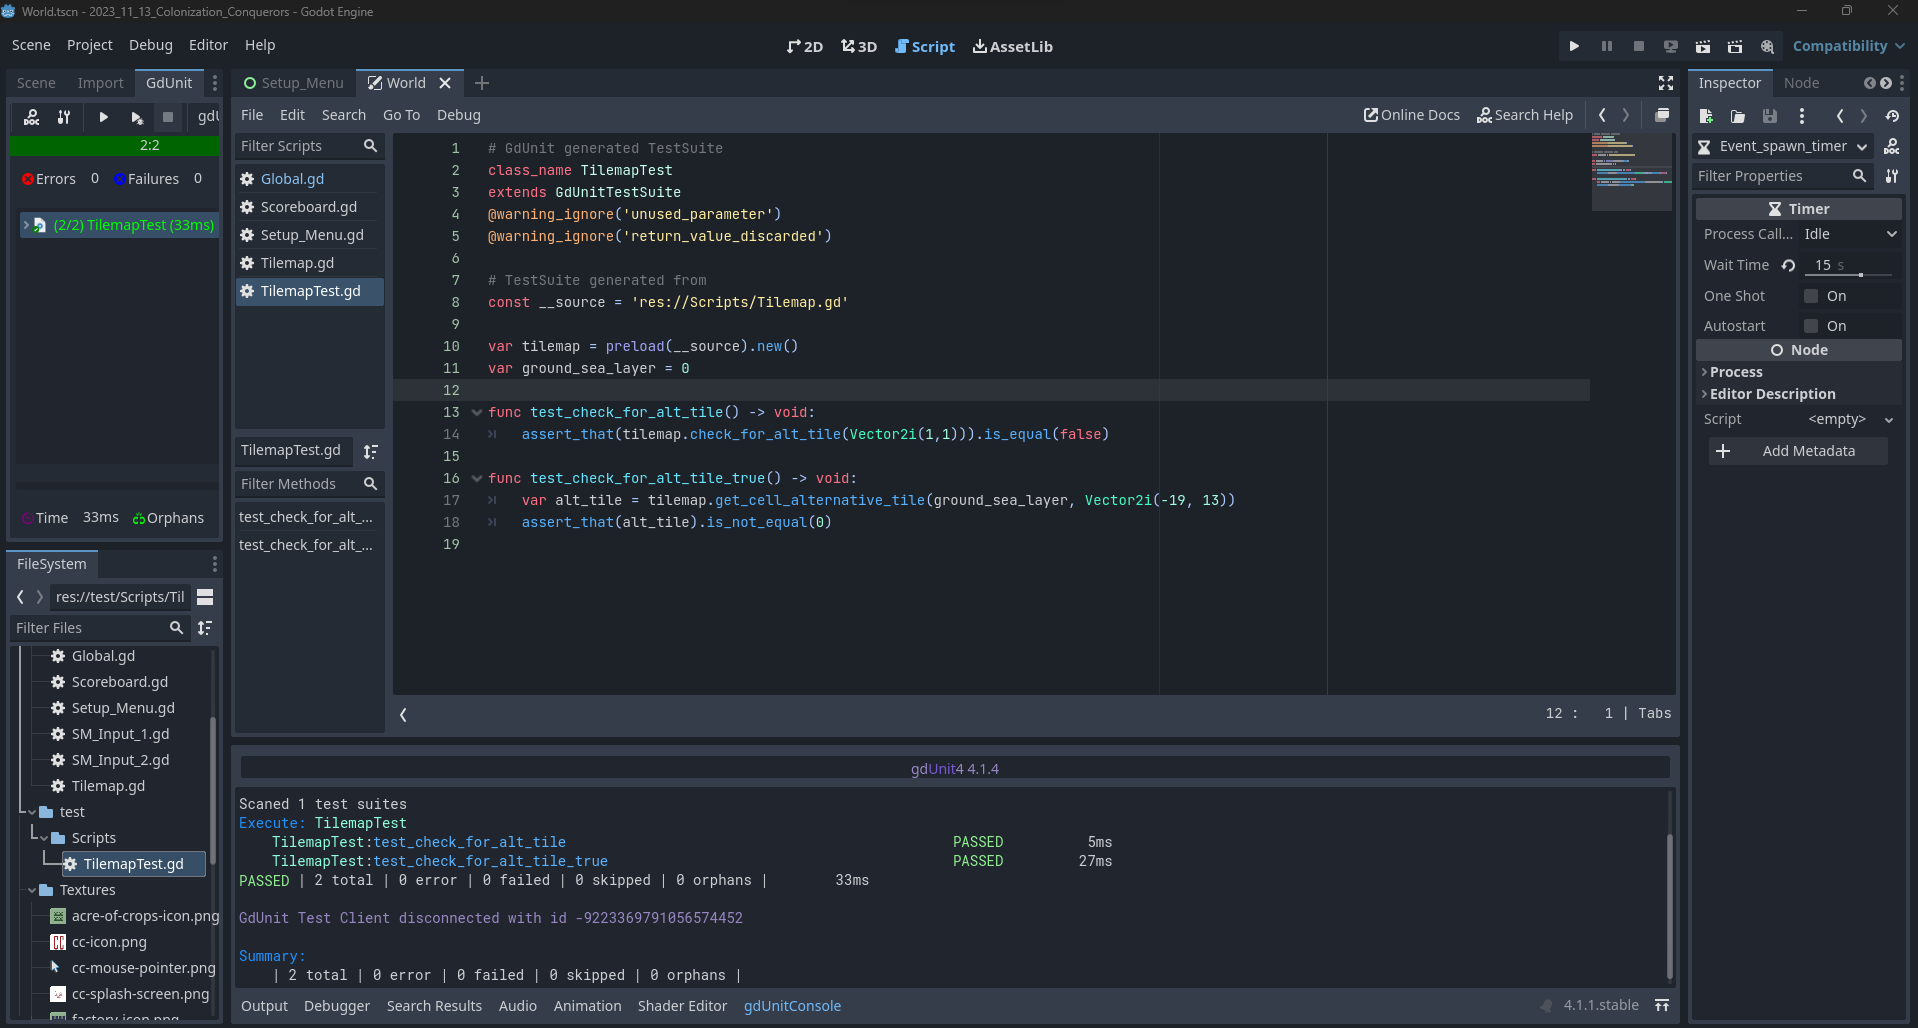 World.tscn - 2023_11_13_Colonization_Conquerors - Godot Engine
Scene Project Debug Editor Help
2D 3D Script AssetLib
Compatibility
Scene Import GdUnit
Setup_Menu World
Inspector Node
gdU
File Edit Search Go To Debug
Online Docs Search Help
2:2
Errors 0 Failures 0
(2/2) TilemapTest (33ms)
Time 33ms Orphans
Filter Scripts
Global.gd
Scoreboard.gd
Setup_Menu.gd
Tilemap.gd
TilemapTest.gd
TilemapTest.gd
Filter Methods
test_check_for_alt_...
test_check_for_alt_...
1 # GdUnit generated TestSuite
2 class_name TilemapTest
3 extends GdUnitTestSuite
4 @warning_ignore('unused_parameter')
5 @warning_ignore('return_value_discarded')
6
7 # TestSuite generated from
8 const __source = 'res://Scripts/Tilemap.gd'
9
10 var tilemap = preload(__source).new()
11 var ground_sea_layer = 0
12
13 func test_check_for_alt_tile() -> void:
14 assert_that(tilemap.check_for_alt_tile(Vector2i(1,1))).is_equal(false)
15
16 func test_check_for_alt_tile_true() -> void:
17 var alt_tile = tilemap.get_cell_alternative_tile(ground_sea_layer, Vector2i(-19, 13))
18 assert_that(alt_tile).is_not_equal(0)
19
12 : 1 | Tabs
Event_spawn_timer
Filter Properties
Timer
Process Call... Idle
Wait Time 15 s
One Shot On
Autostart On
Node
Process
Editor Description
Script <empty>
Add Metadata
FileSystem
res://test/Scripts/Til
Filter Files
Global.gd
Scoreboard.gd
Setup_Menu.gd
SM_Input_1.gd
SM_Input_2.gd
Tilemap.gd
test
Scripts
TilemapTest.gd
Textures
acre-of-crops-icon.png
cc-icon.png
cc-mouse-pointer.png
cc-splash-screen.png
factory-icon.png
gdUnit4 4.1.4
Scaned 1 test suites
Execute: TilemapTest
TilemapTest:test_check_for_alt_tile PASSED 5ms
TilemapTest:test_check_for_alt_tile_true PASSED 27ms
PASSED | 2 total | 0 error | 0 failed | 0 skipped | 0 orphans | 33ms
GdUnit Test Client disconnected with id -9223369791056574452
Summary:
| 2 total | 0 error | 0 failed | 0 skipped | 0 orphans |
Output Debugger Search Results Audio Animation Shader Editor gdUnitConsole
4.1.1.stable